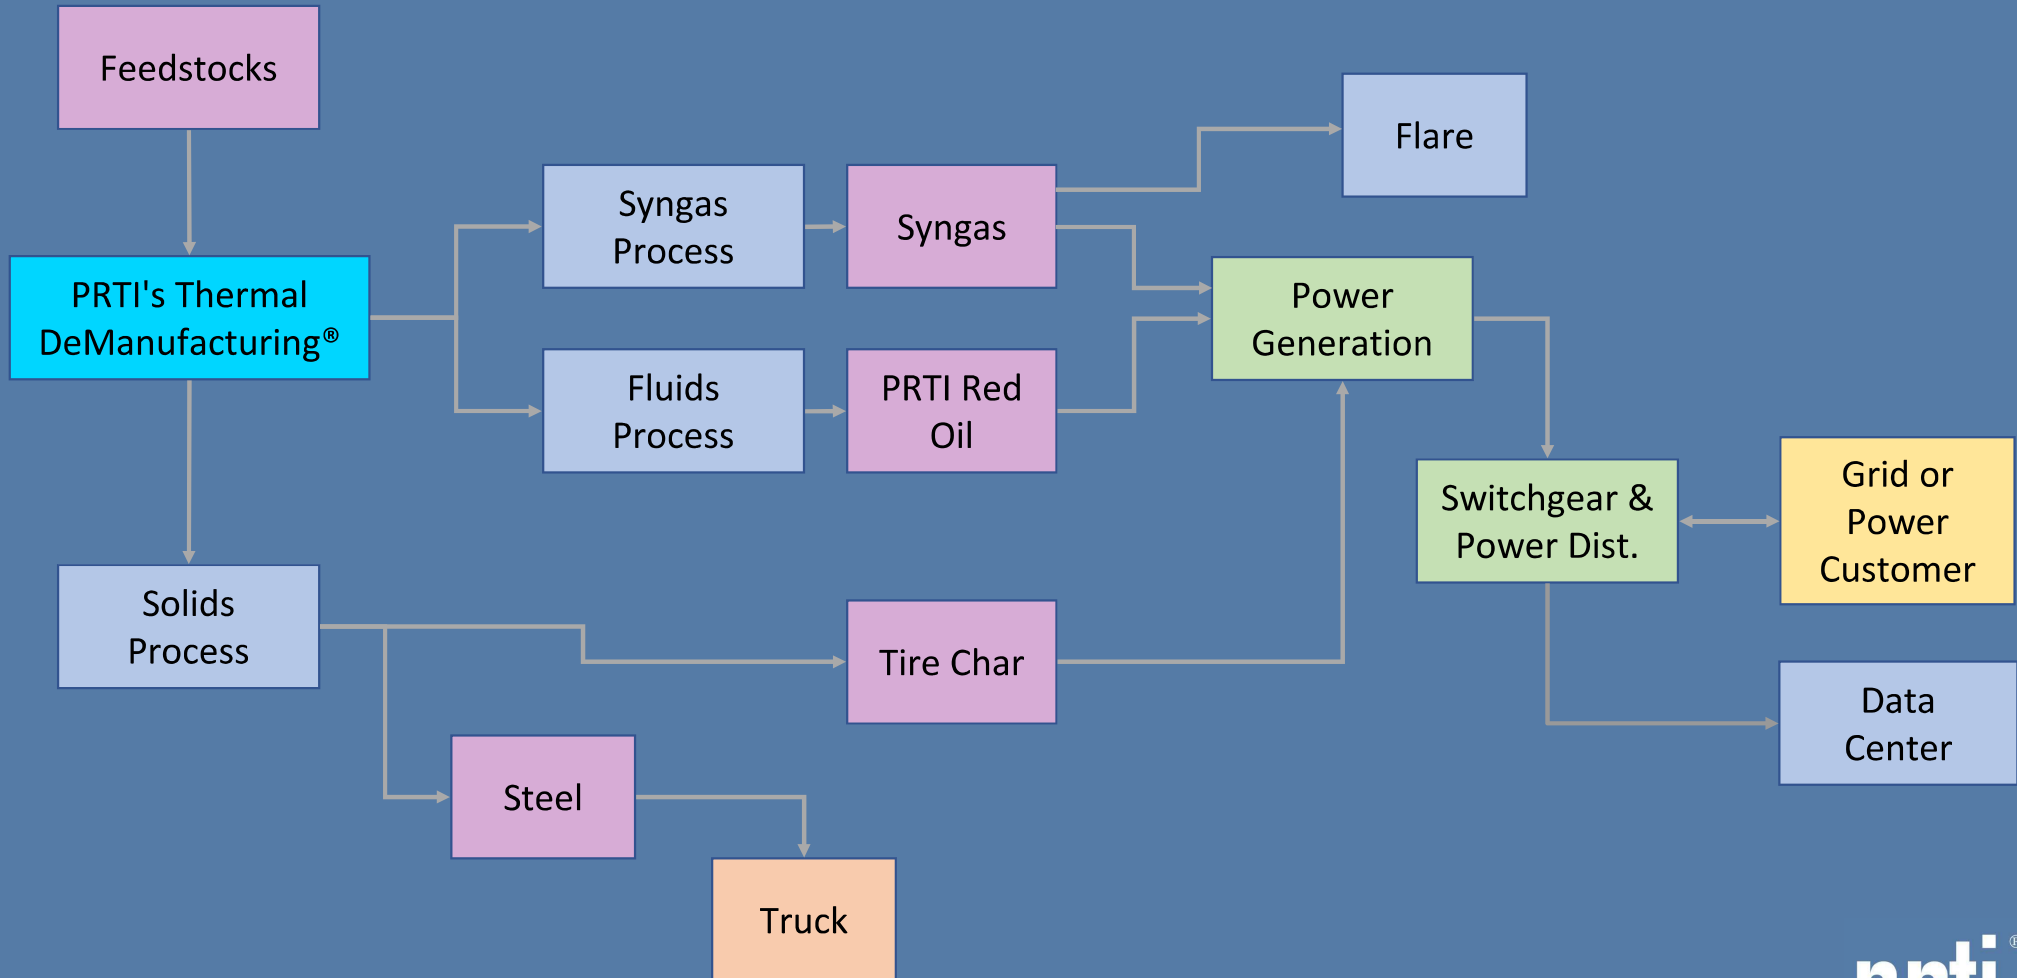 Feedstocks
Flare
Syngas
Process
Syngas
PRTI's Thermal
DeManufacturing®
Power
Generation
Fluids
Process
PRTI Red
Oil
Switchgear &
Power Dist.
Grid or
Power
Customer
Solids
Process
Tire Char
Data
Center
Steel
Truck
prti®